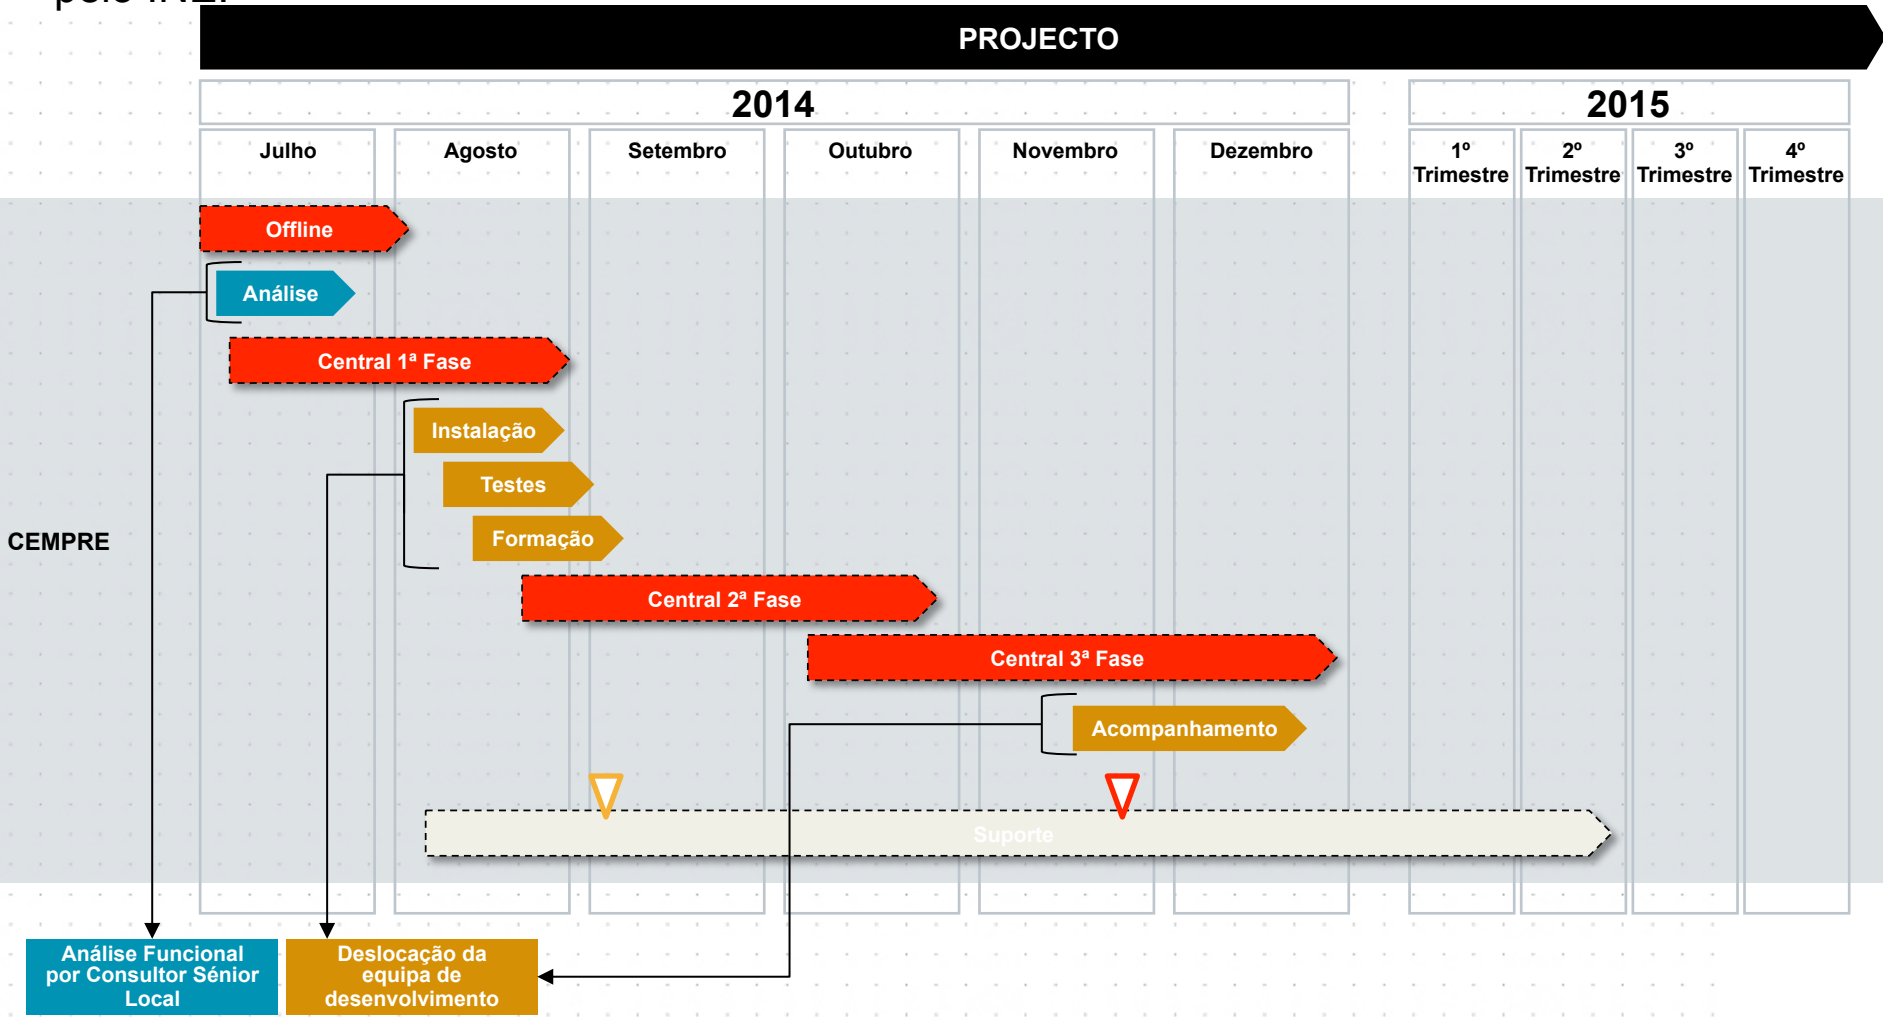 PROJECTO
2014
2015
Julho
Agosto
Setembro
Outubro
Novembro
Dezembro
1º
Trimestre
2º
Trimestre
3º
Trimestre
4º
Trimestre
Offline
Análise
Central 1ª Fase
Instalação
Testes
Formação
CEMPRE
Central 2ª Fase
Central 3ª Fase
Acompanhamento
Suporte
Análise Funcional
por Consultor Sénior
Local
Deslocação da
equipa de
desenvolvimento